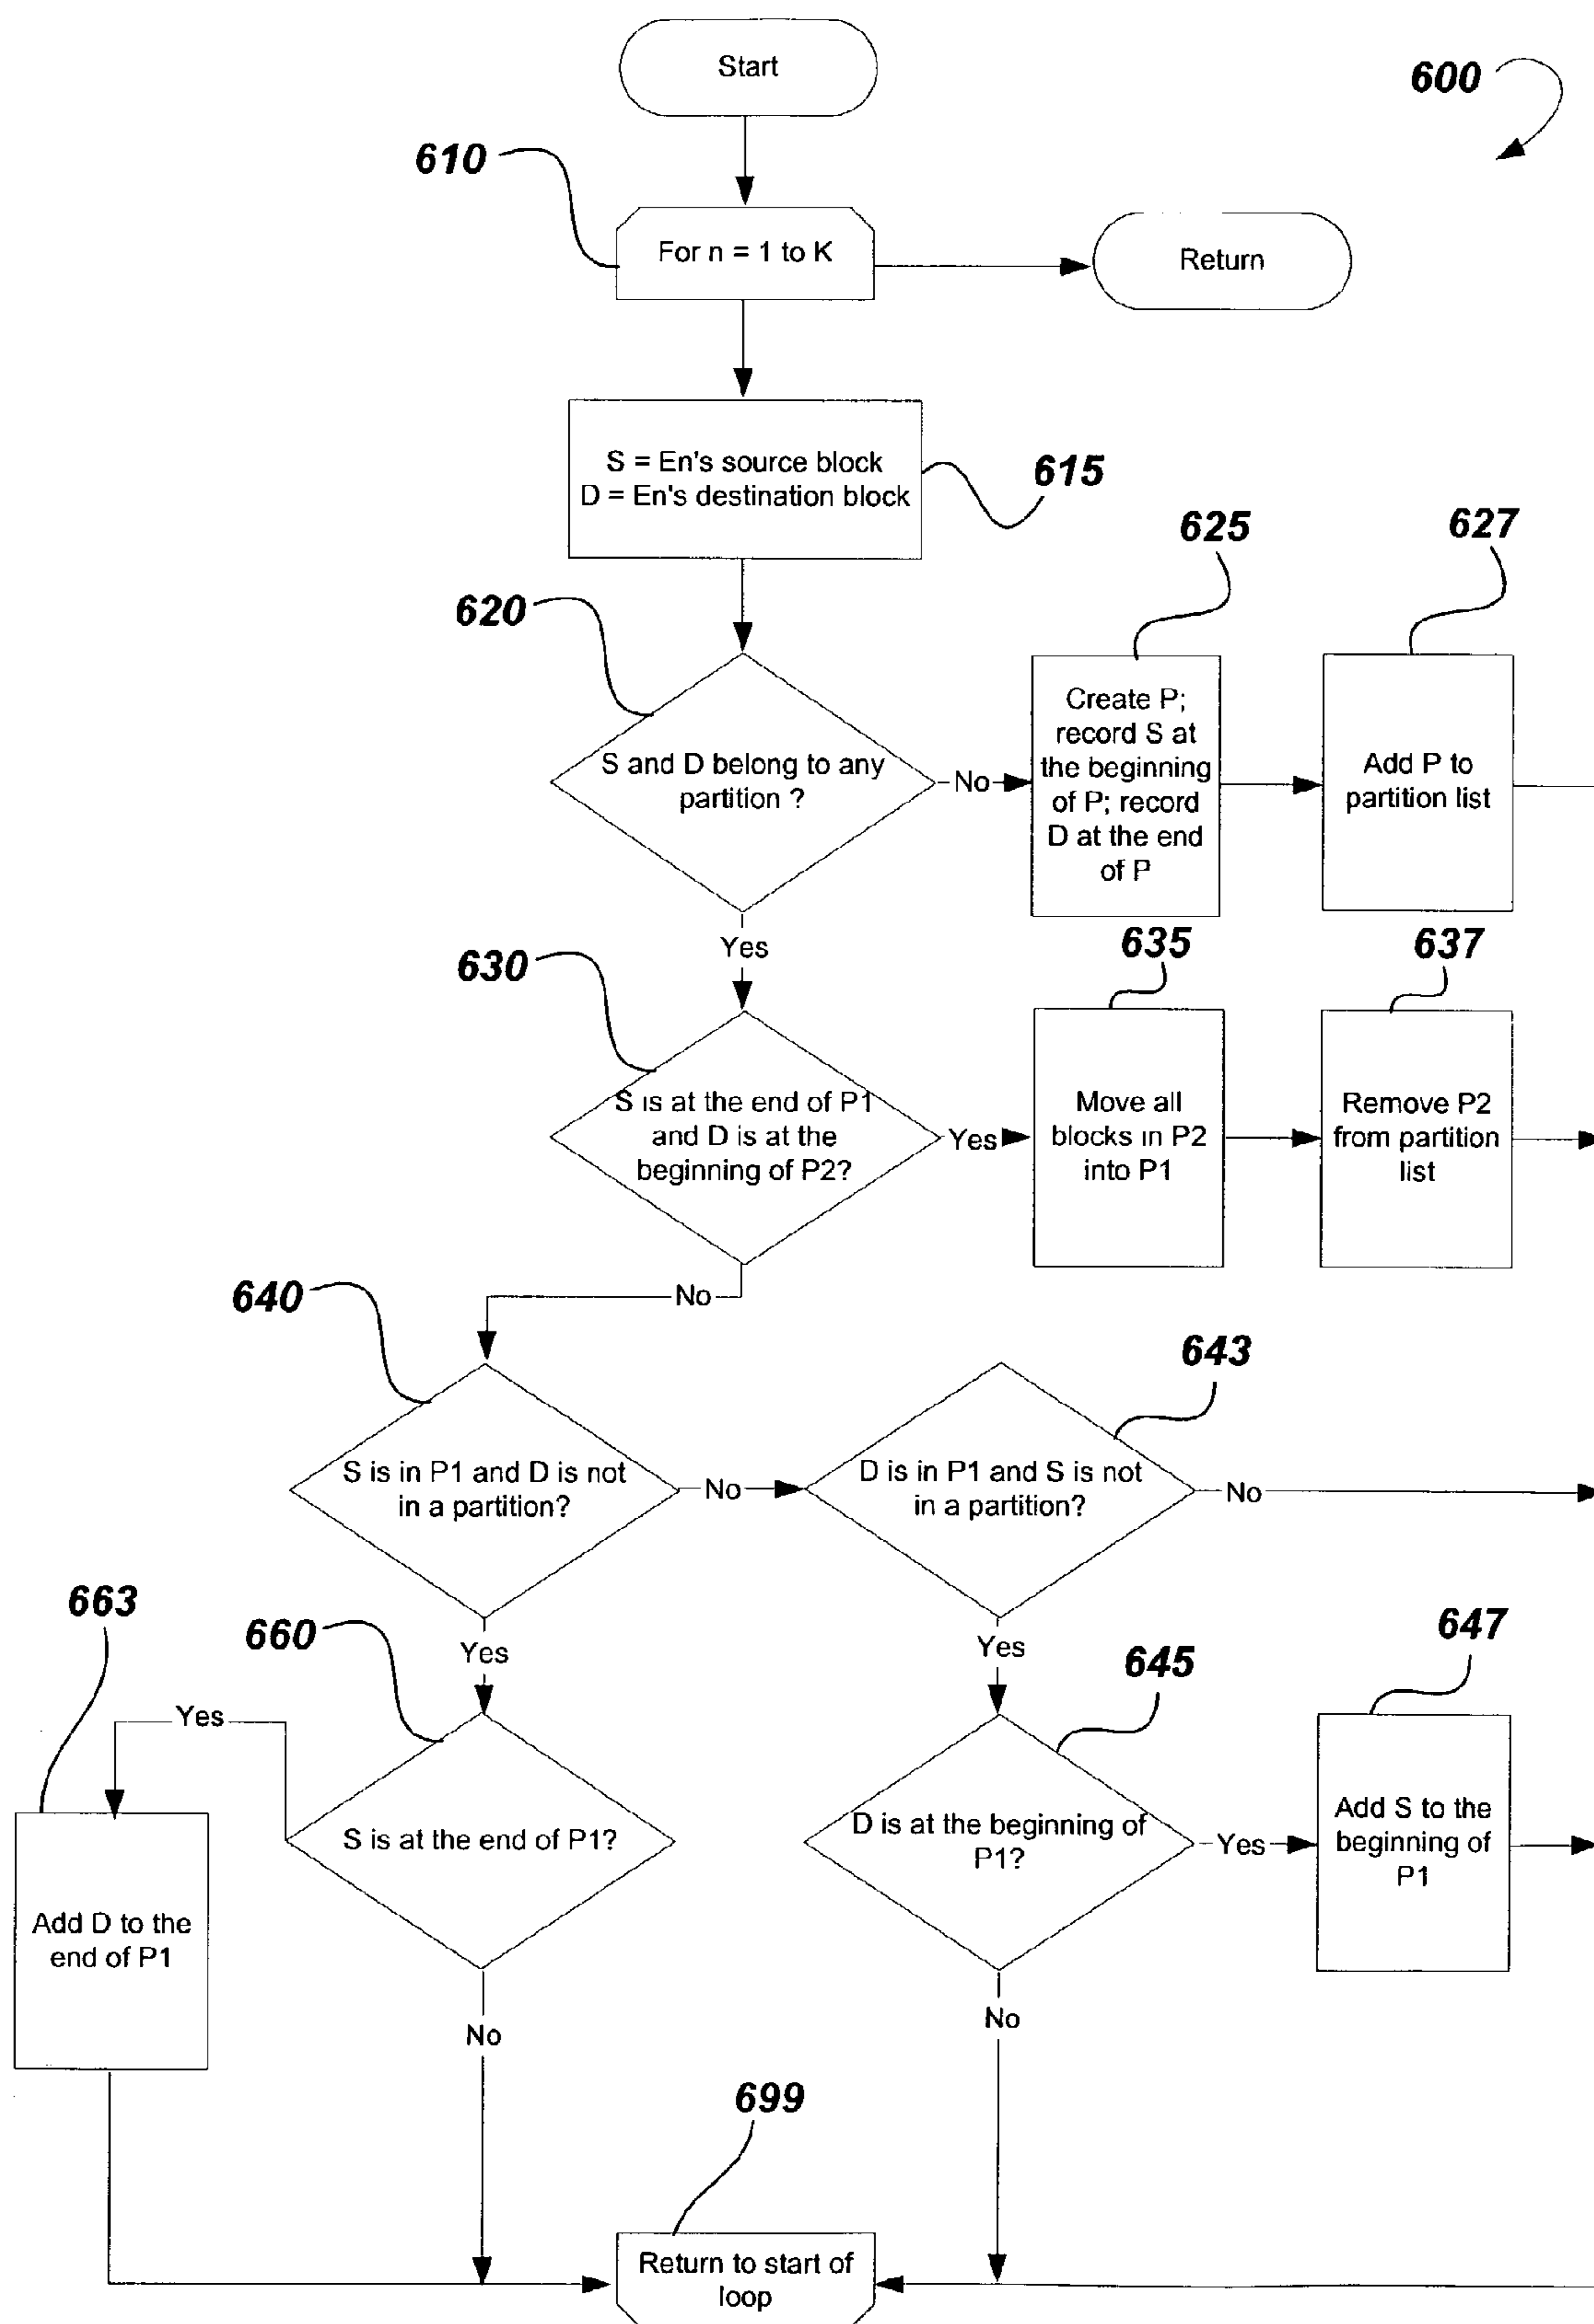 Start
600
610
For n = 1 to K
Return
S = En's source block
D = En's destination block
615
625
627
620
S and D belong to any
partition ?
No
Create P;
record S at
the beginning
of P; record
D at the end
of P
Add P to
partition list
Yes
630
635
637
S is at the end of P1
and D is at the
beginning of P2?
Yes
Move all
blocks in P2
into P1
Remove P2
from partition
list
No
640
643
S is in P1 and D is not
in a partition?
No
D is in P1 and S is not
in a partition?
No
663
660
Yes
Yes
645
647
Yes
S is at the end of P1?
D is at the beginning of
P1?
Yes
Add S to the
beginning of
P1
Add D to the
end of P1
No
No
699
Return to start of
loop